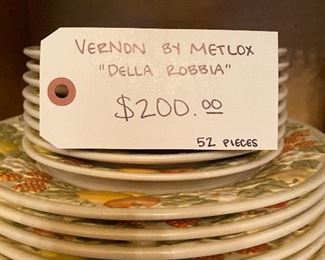 VERNON BY METLOX
"DELLA ROBBIA"
$200.00
52 PIECES